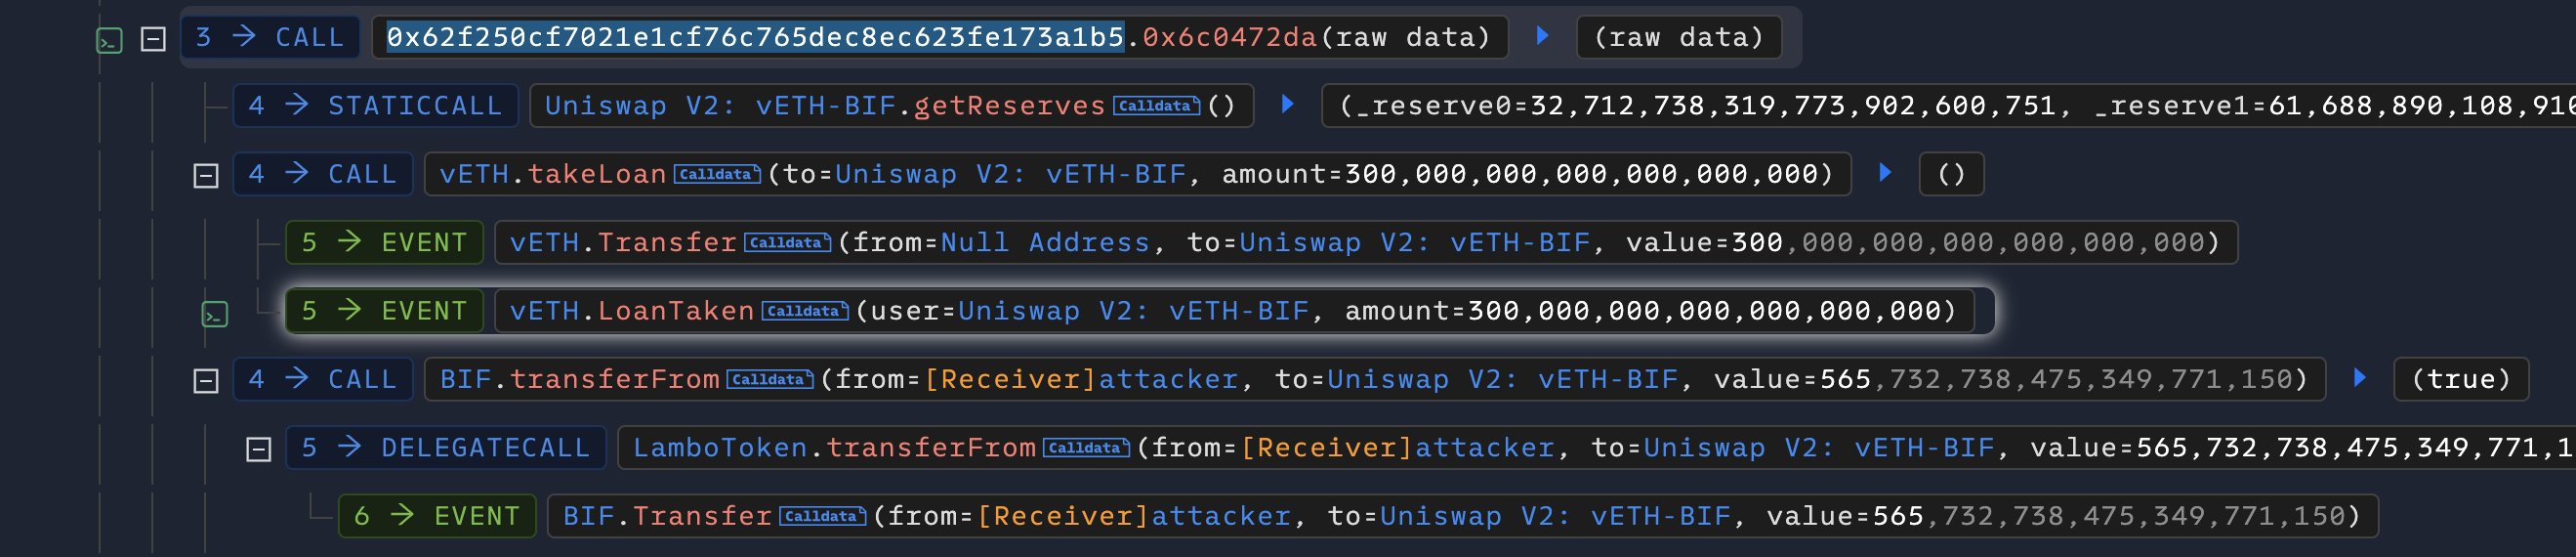 3 → CALL 0x62f250cf7021e1cf76c765dec8ec623fe173a1b5.0x6c0472da(raw data) ▶ (raw data)
4 → STATICCALL Uniswap V2: vETH-BIF.getReserves Calldata () ▶ (_reserve0=32,712,738,319,773,902,600,751, _reserve1=61,688,890,108,910
4 → CALL vETH.takeLoan Calldata (to=Uniswap V2: vETH-BIF, amount=300,000,000,000,000,000,000) ▶ ()
5 → EVENT vETH.Transfer Calldata (from=Null Address, to=Uniswap V2: vETH-BIF, value=300,000,000,000,000,000,000)
5 → EVENT vETH.LoanTaken Calldata (user=Uniswap V2: vETH-BIF, amount=300,000,000,000,000,000,000)
4 → CALL BIF.transferFrom Calldata (from=[Receiver]attacker, to=Uniswap V2: vETH-BIF, value=565,732,738,475,349,771,150) ▶ (true)
5 → DELEGATECALL LamboToken.transferFrom Calldata (from=[Receiver]attacker, to=Uniswap V2: vETH-BIF, value=565,732,738,475,349,771,1
6 → EVENT BIF.Transfer Calldata (from=[Receiver]attacker, to=Uniswap V2: vETH-BIF, value=565,732,738,475,349,771,150)